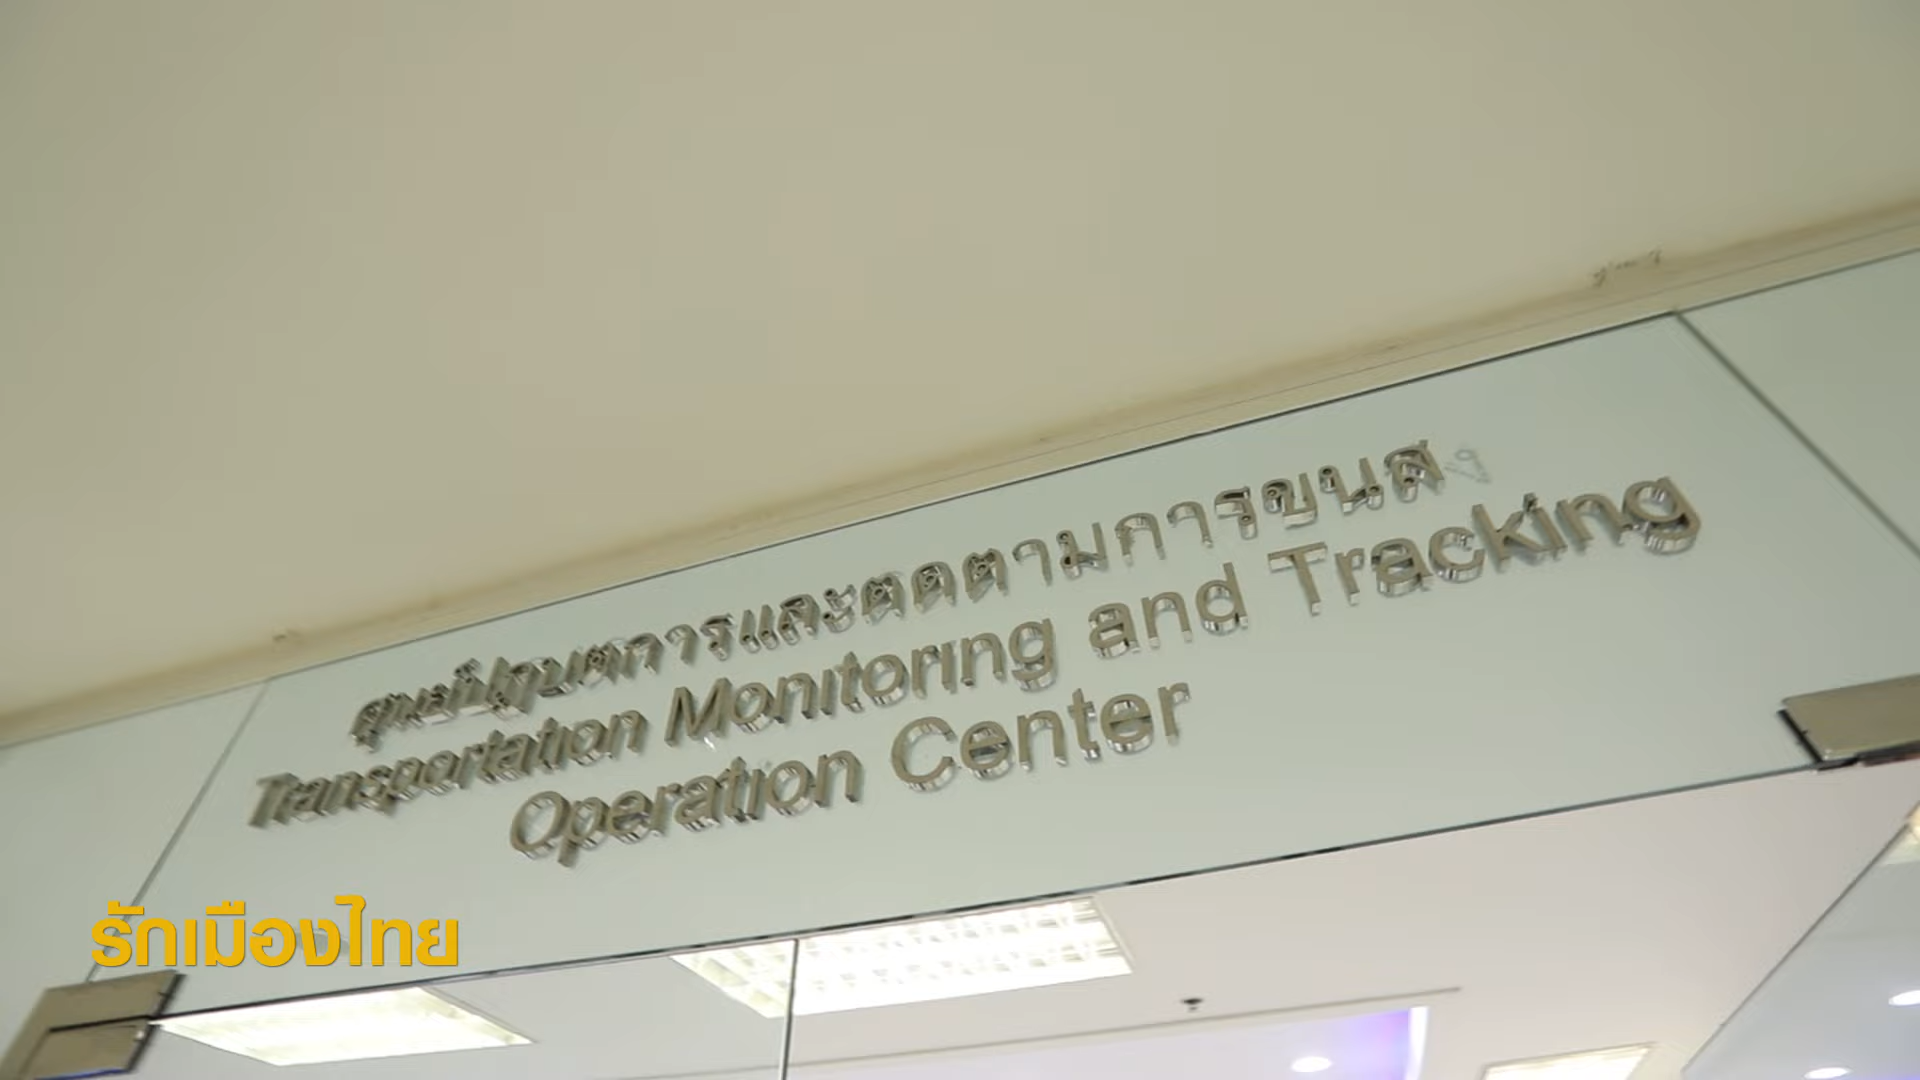 ศูนย์ปฏิบตการและตดตามการขนสง
Transportation Monitoring and Tracking
Operation Center
รักเมืองไทย